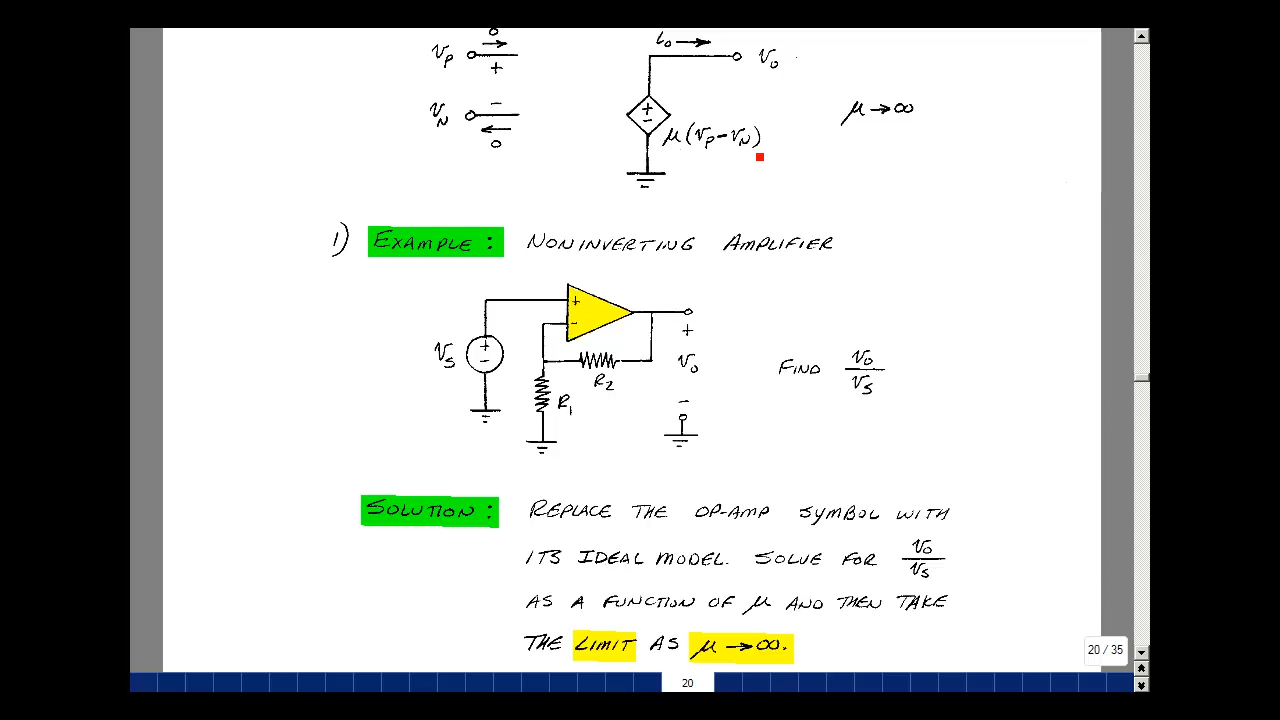 0
v_P
+
i_o
v_o
v_N
-
0
+
-
μ(v_P-v_N)
μ→∞
1) EXAMPLE: NONINVERTING AMPLIFIER
+
-
v_s
+
-
R_2
R_1
+
v_o
-
FIND v_o/v_s
SOLUTION: REPLACE THE OP-AMP SYMBOL WITH
ITS IDEAL MODEL. SOLVE FOR v_o/v_s
AS A FUNCTION OF μ AND THEN TAKE
THE LIMIT AS μ→∞.
20 / 35
20